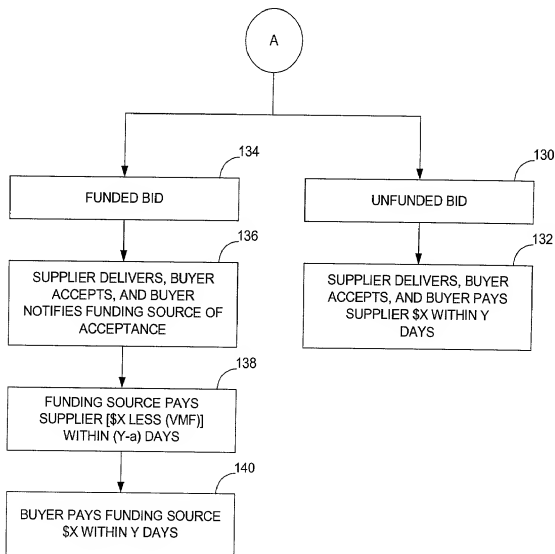 A
134
FUNDED BID
136
SUPPLIER DELIVERS, BUYER
ACCEPTS, AND BUYER
NOTIFIES FUNDING SOURCE OF
ACCEPTANCE
138
FUNDING SOURCE PAYS
SUPPLIER [$X LESS (VMF)]
WITHIN (Y-a) DAYS
140
BUYER PAYS FUNDING SOURCE
$X WITHIN Y DAYS
130
UNFUNDED BID
132
SUPPLIER DELIVERS, BUYER
ACCEPTS, AND BUYER PAYS
SUPPLIER $X WITHIN Y
DAYS